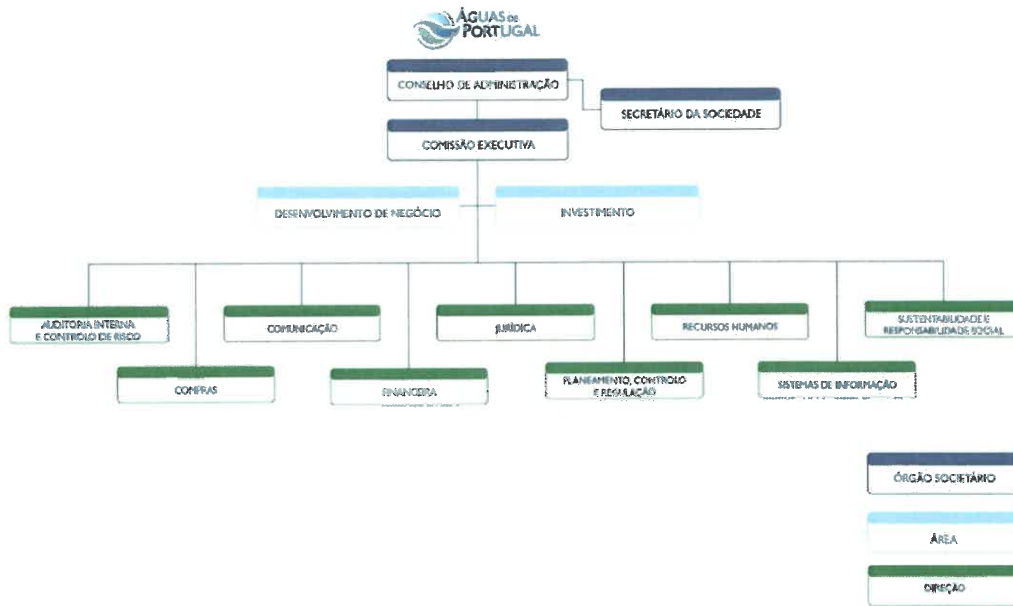 ÁGUAS DE
PORTUGAL
CONSELHO DE ADMINISTRAÇÃO
SECRETÁRIO DA SOCIEDADE
COMISSÃO EXECUTIVA
DESENVOLVIMENTO DE NEGÓCIO
INVESTIMENTO
AUDITORIA INTERNA
E CONTROLO DE RISCO
COMUNICAÇÃO
JURÍDICA
RECURSOS HUMANOS
SUSTENTABILIDADE E
RESPONSABILIDADE SOCIAL
COMPRAS
FINANCEIRA
PLANEAMENTO, CONTROLO
E REGULAÇÃO
SISTEMAS DE INFORMAÇÃO
ÓRGÃO SOCIETÁRIO
ÁREA
DIREÇÃO